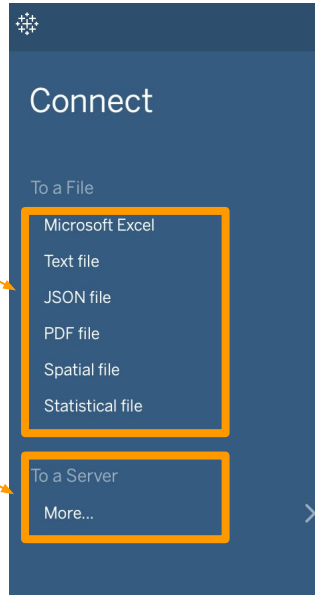 Connect
To a File
Microsoft Excel
Text file
JSON file
PDF file
Spatial file
Statistical file
To a Server
More...